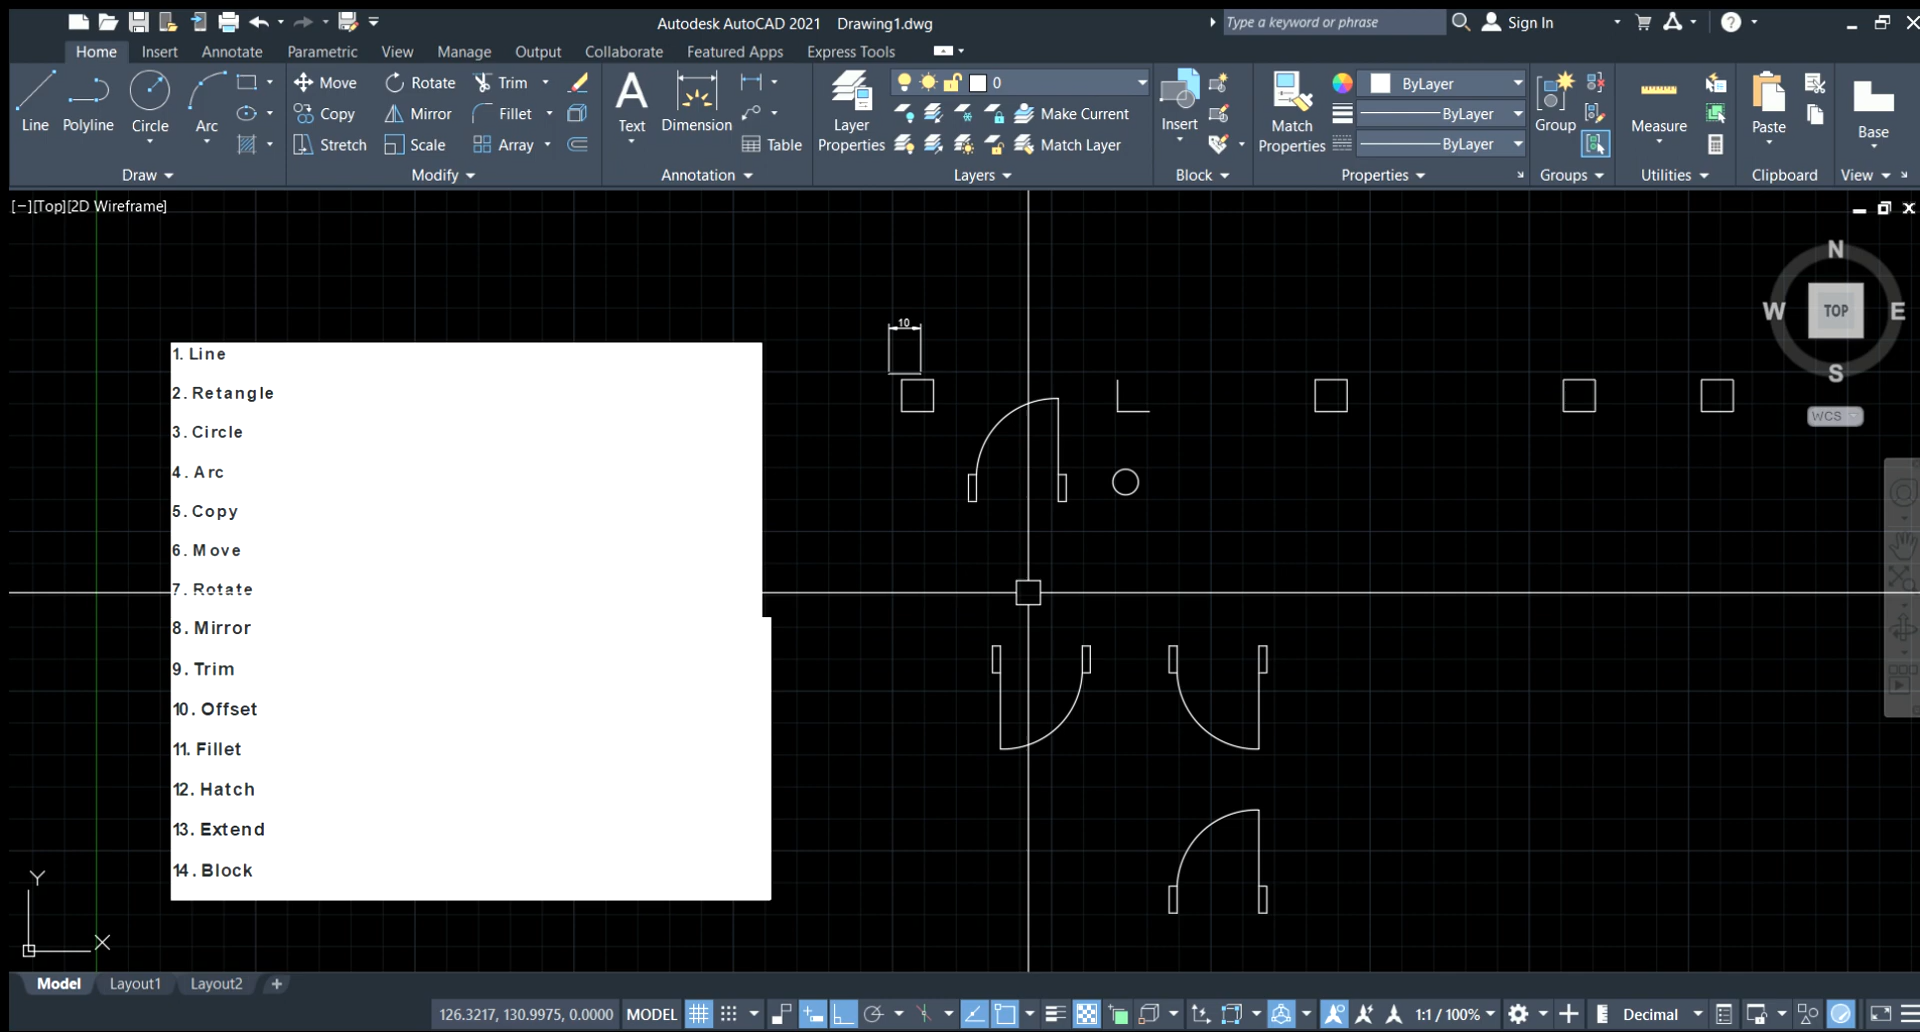 Autodesk AutoCAD 2021 Drawing1.dwg
Type a keyword or phrase
Sign In
Home Insert Annotate Parametric View Manage Output Collaborate Featured Apps Express Tools
Line Polyline Circle Arc
Draw
Move Rotate Trim
Copy Mirror Fillet
Stretch Scale Array
Modify
Text Dimension Table
Annotation
Layer Properties
0
Make Current
Match Layer
Layers
Insert
Block
Match Properties
ByLayer
ByLayer
ByLayer
Properties
Group
Groups
Measure
Utilities
Paste
Clipboard
Base
View
[−][Top][2D Wireframe]
N
W TOP E
S
WCS
10
1. Line
2. Retangle
3. Circle
4. Arc
5. Copy
6. Move
7. Rotate
8. Mirror
9. Trim
10. Offset
11. Fillet
12. Hatch
13. Extend
14. Block
Y
X
Model Layout1 Layout2 +
126.3217, 130.9975, 0.0000 MODEL 1:1 / 100% Decimal